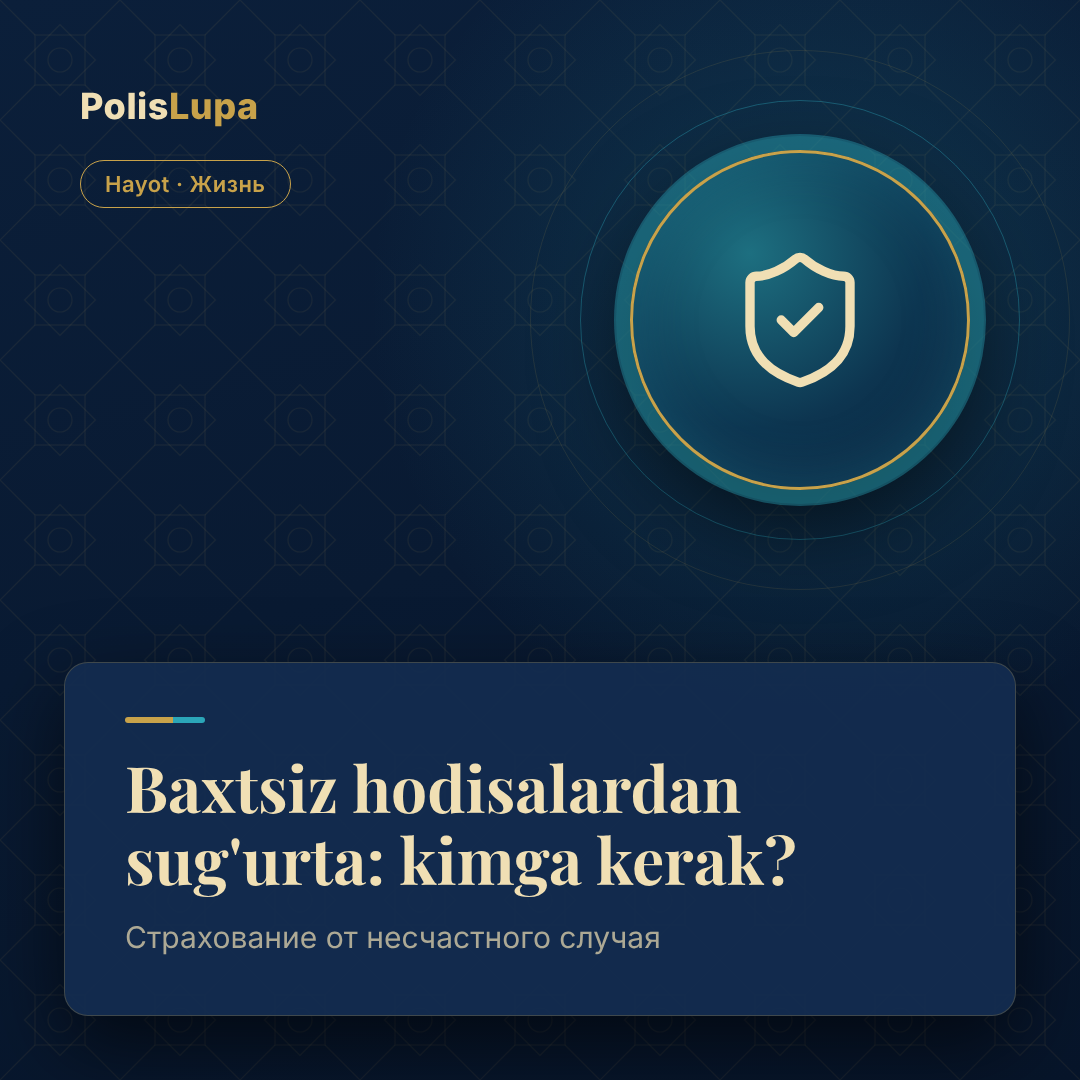 PolisLupa
Hayot · Жизнь
Baxtsiz hodisalardan
sug'urta: kimga kerak?
Страхование от несчастного случая